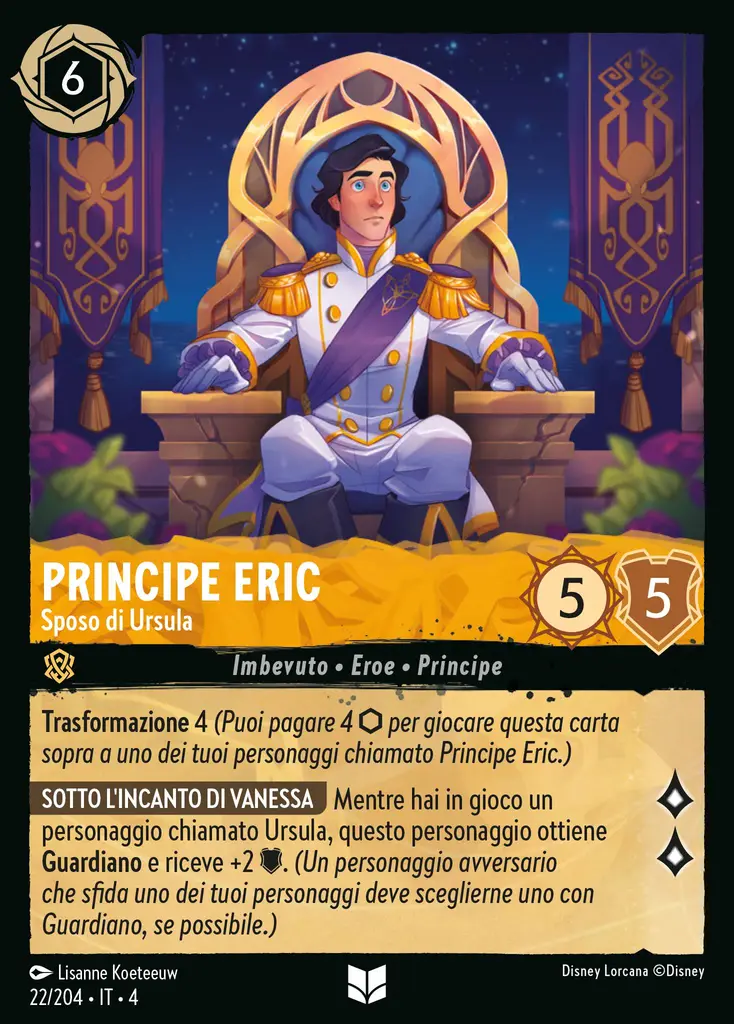 6
PRINCIPE ERIC
Sposo di Ursula
5
5
Imbevuto • Eroe • Principe
Trasformazione 4 (Puoi pagare 4 ⬡ per giocare questa carta
sopra a uno dei tuoi personaggi chiamato Principe Eric.)
SOTTO L'INCANTO DI VANESSA Mentre hai in gioco un
personaggio chiamato Ursula, questo personaggio ottiene
Guardiano e riceve +2 . (Un personaggio avversario
che sfida uno dei tuoi personaggi deve sceglierne uno con
Guardiano, se possibile.)
Lisanne Koeteeuw
Disney Lorcana ©Disney
22/204 • IT • 4